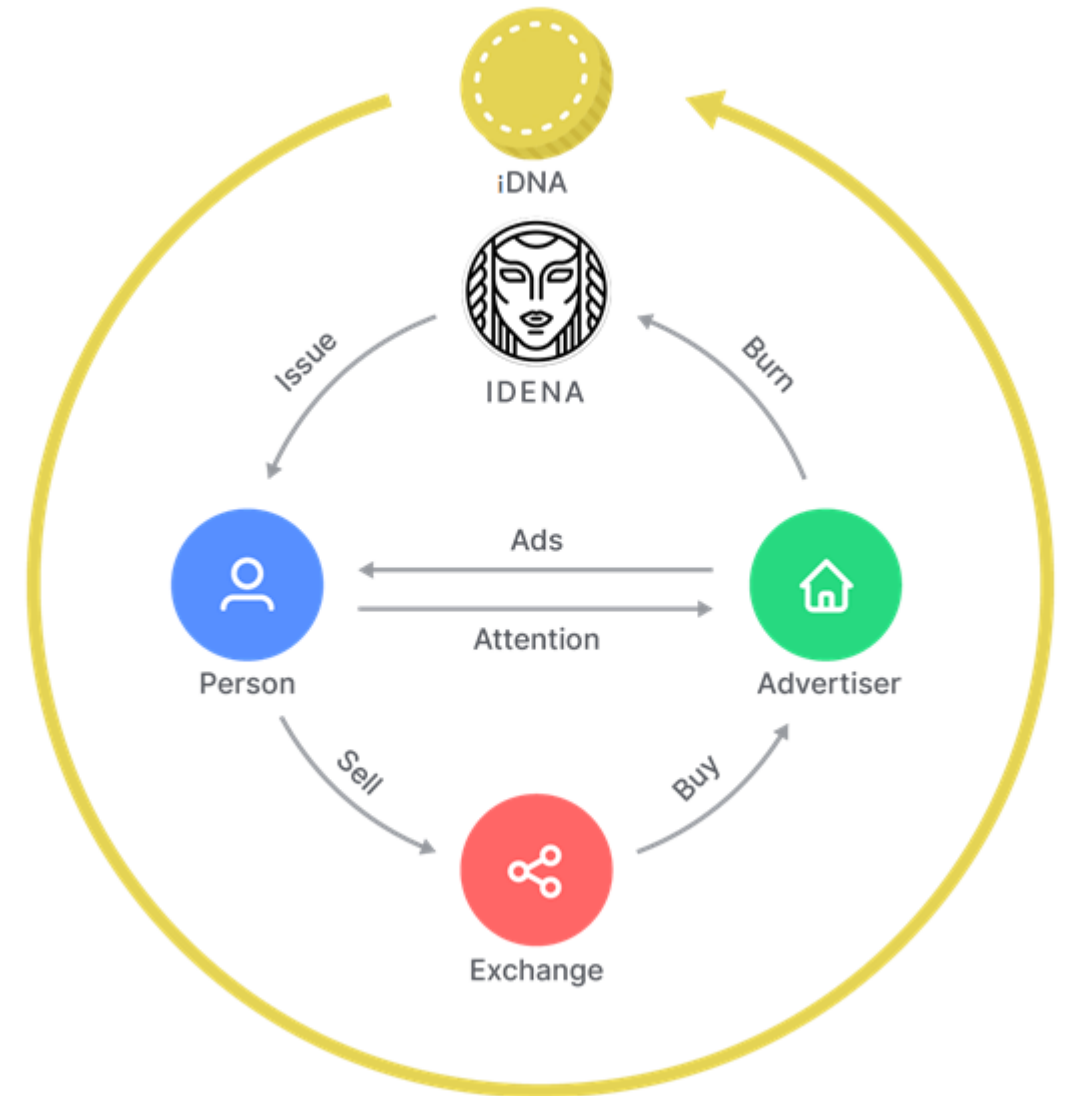 iDNA
IDENA
Issue
Burn
Ads
Attention
Person
Advertiser
Sell
Buy
Exchange